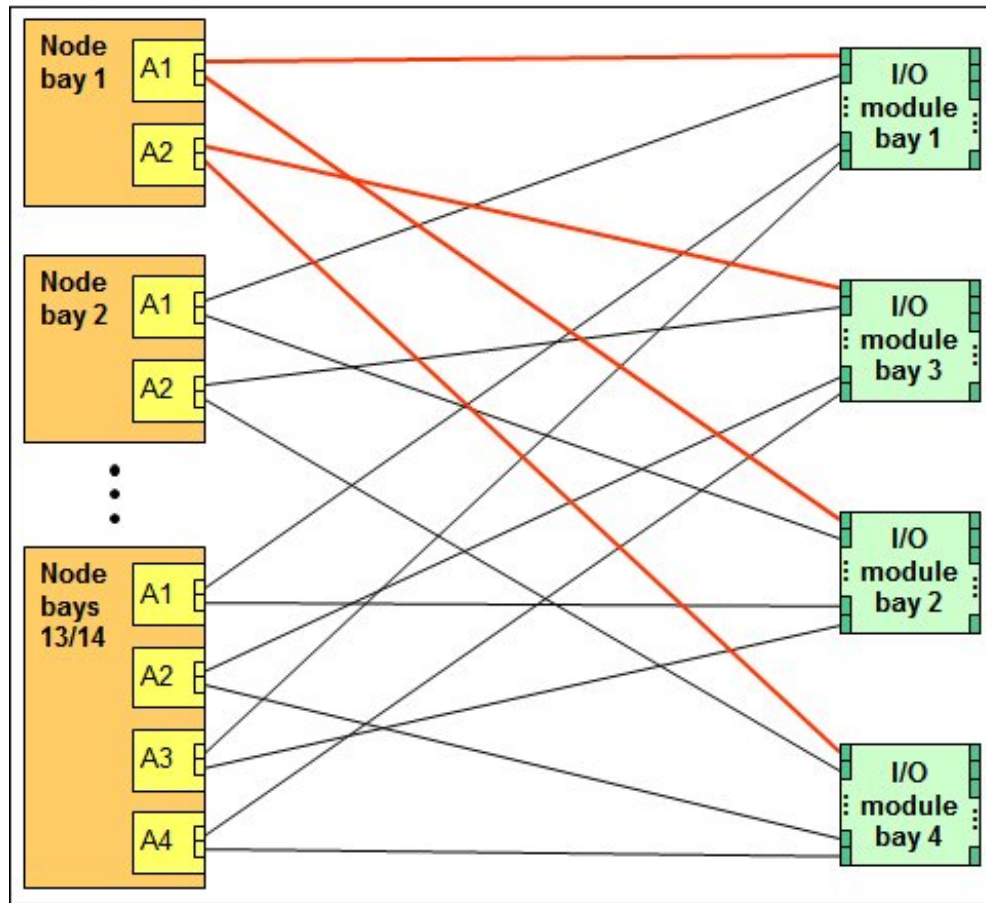 Node
bay 1
A1
A2
Node
bay 2
A1
A2
Node
bays
13/14
A1
A2
A3
A4
I/O
module
bay 1
I/O
module
bay 3
I/O
module
bay 2
I/O
module
bay 4